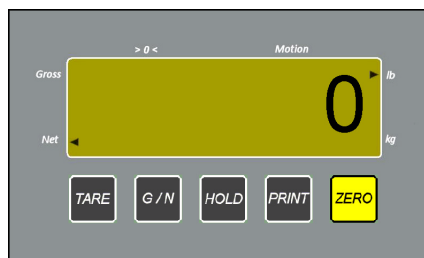 > 0 < Motion
Gross lb
0
Net kg
TARE G / N HOLD PRINT ZERO